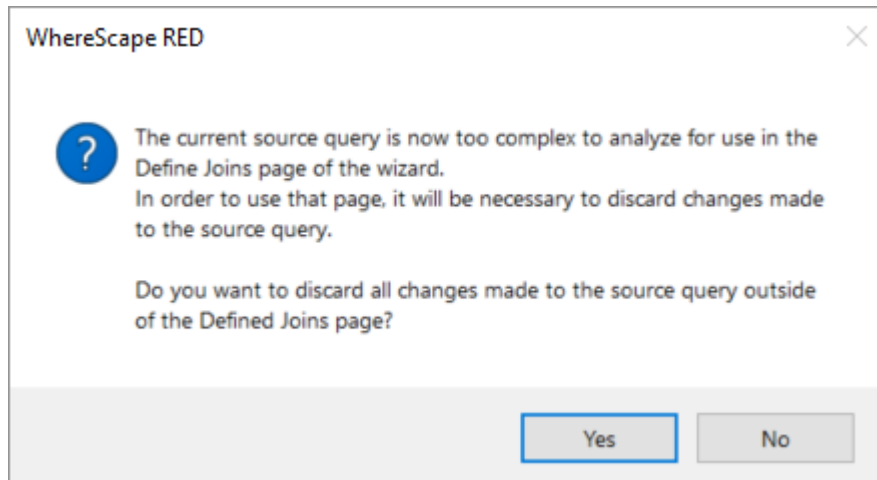 WhereScape RED
?
The current source query is now too complex to analyze for use in the
Define Joins page of the wizard.
In order to use that page, it will be necessary to discard changes made
to the source query.
Do you want to discard all changes made to the source query outside
of the Defined Joins page?
Yes
No